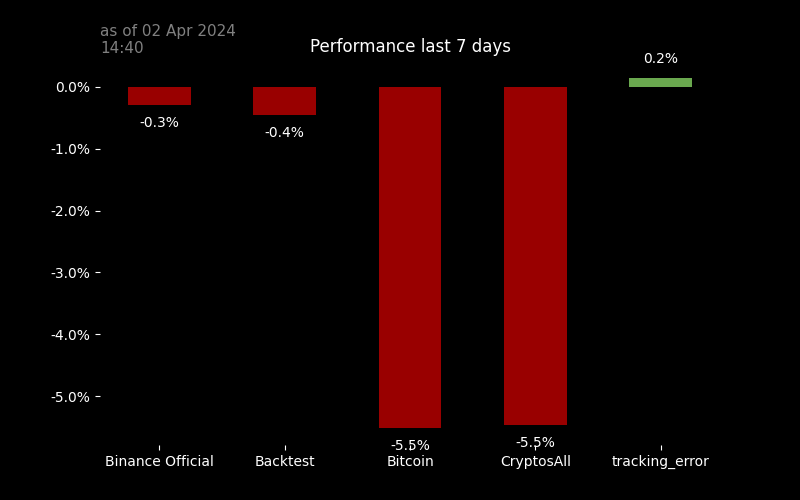 as of 02 Apr 2024
14:40
Performance last 7 days
0.2%
0.0%
-0.3%
-0.4%
-1.0%
-2.0%
-3.0%
-4.0%
-5.0%
-5.5%
-5.5%
Binance Official
Backtest
Bitcoin
CryptosAll
tracking_error